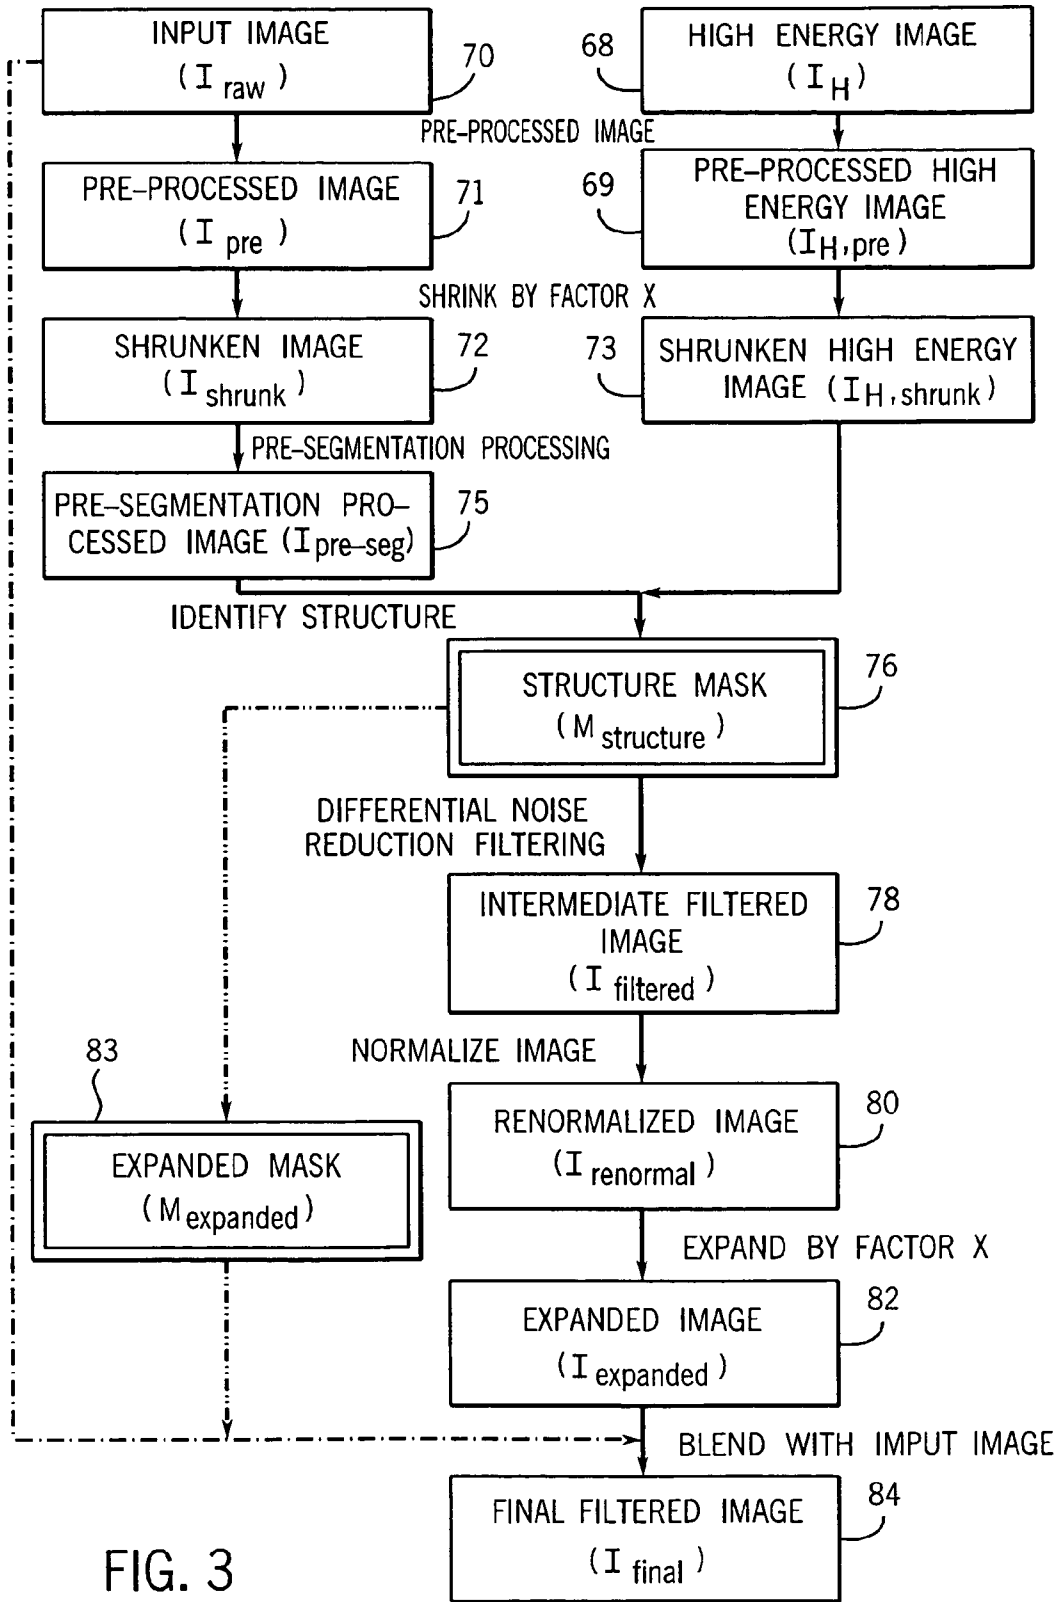 INPUT IMAGE
(I raw)
70
68
HIGH ENERGY IMAGE
(I H)
PRE-PROCESSED IMAGE
PRE-PROCESSED IMAGE
(I pre)
71
69
PRE-PROCESSED HIGH
ENERGY IMAGE
(I H,pre)
SHRINK BY FACTOR X
SHRUNKEN IMAGE
(I shrunk)
72
73
SHRUNKEN HIGH ENERGY
IMAGE (I H,shrunk)
PRE-SEGMENTATION PROCESSING
PRE-SEGMENTATION PRO-
CESSED IMAGE (I pre-seg)
75
IDENTIFY STRUCTURE
STRUCTURE MASK
(M structure)
76
DIFFERENTIAL NOISE
REDUCTION FILTERING
INTERMEDIATE FILTERED
IMAGE
(I filtered)
78
NORMALIZE IMAGE
83
RENORMALIZED IMAGE
(I renormal)
80
EXPANDED MASK
(M expanded)
EXPAND BY FACTOR X
EXPANDED IMAGE
(I expanded)
82
BLEND WITH IMPUT IMAGE
FINAL FILTERED IMAGE
(I final)
84
FIG. 3